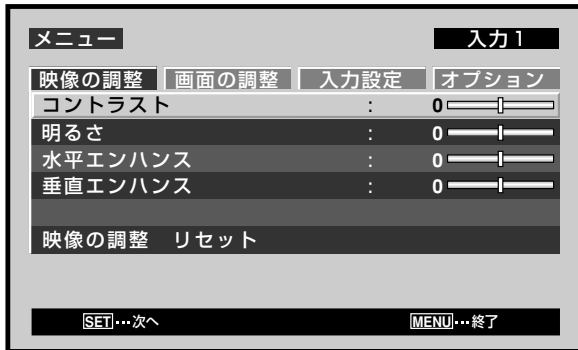 メニュー 入力1
映像の調整 画面の調整 入力設定 オプション
コントラスト : 0
明るさ : 0
水平エンハンス : 0
垂直エンハンス : 0
映像の調整 リセット
SET…次へ MENU…終了